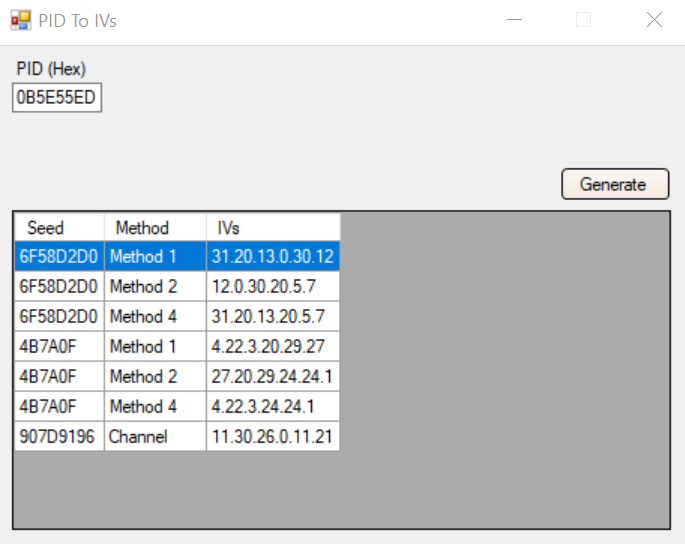 PID To IVs
PID (Hex)
0B5E55ED
Generate
Seed Method IVs
6F58D2D0 Method 1 31.20.13.0.30.12
6F58D2D0 Method 2 12.0.30.20.5.7
6F58D2D0 Method 4 31.20.13.20.5.7
4B7A0F Method 1 4.22.3.20.29.27
4B7A0F Method 2 27.20.29.24.24.1
4B7A0F Method 4 4.22.3.24.24.1
907D9196 Channel 11.30.26.0.11.21